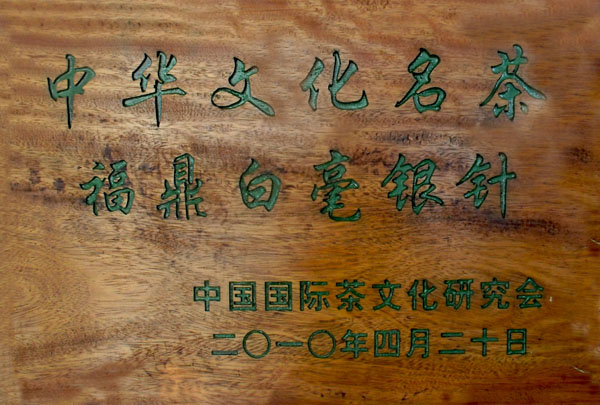 中华文化名茶
福鼎白毫银针
中国国际茶文化研究会
二〇一〇年四月二十日